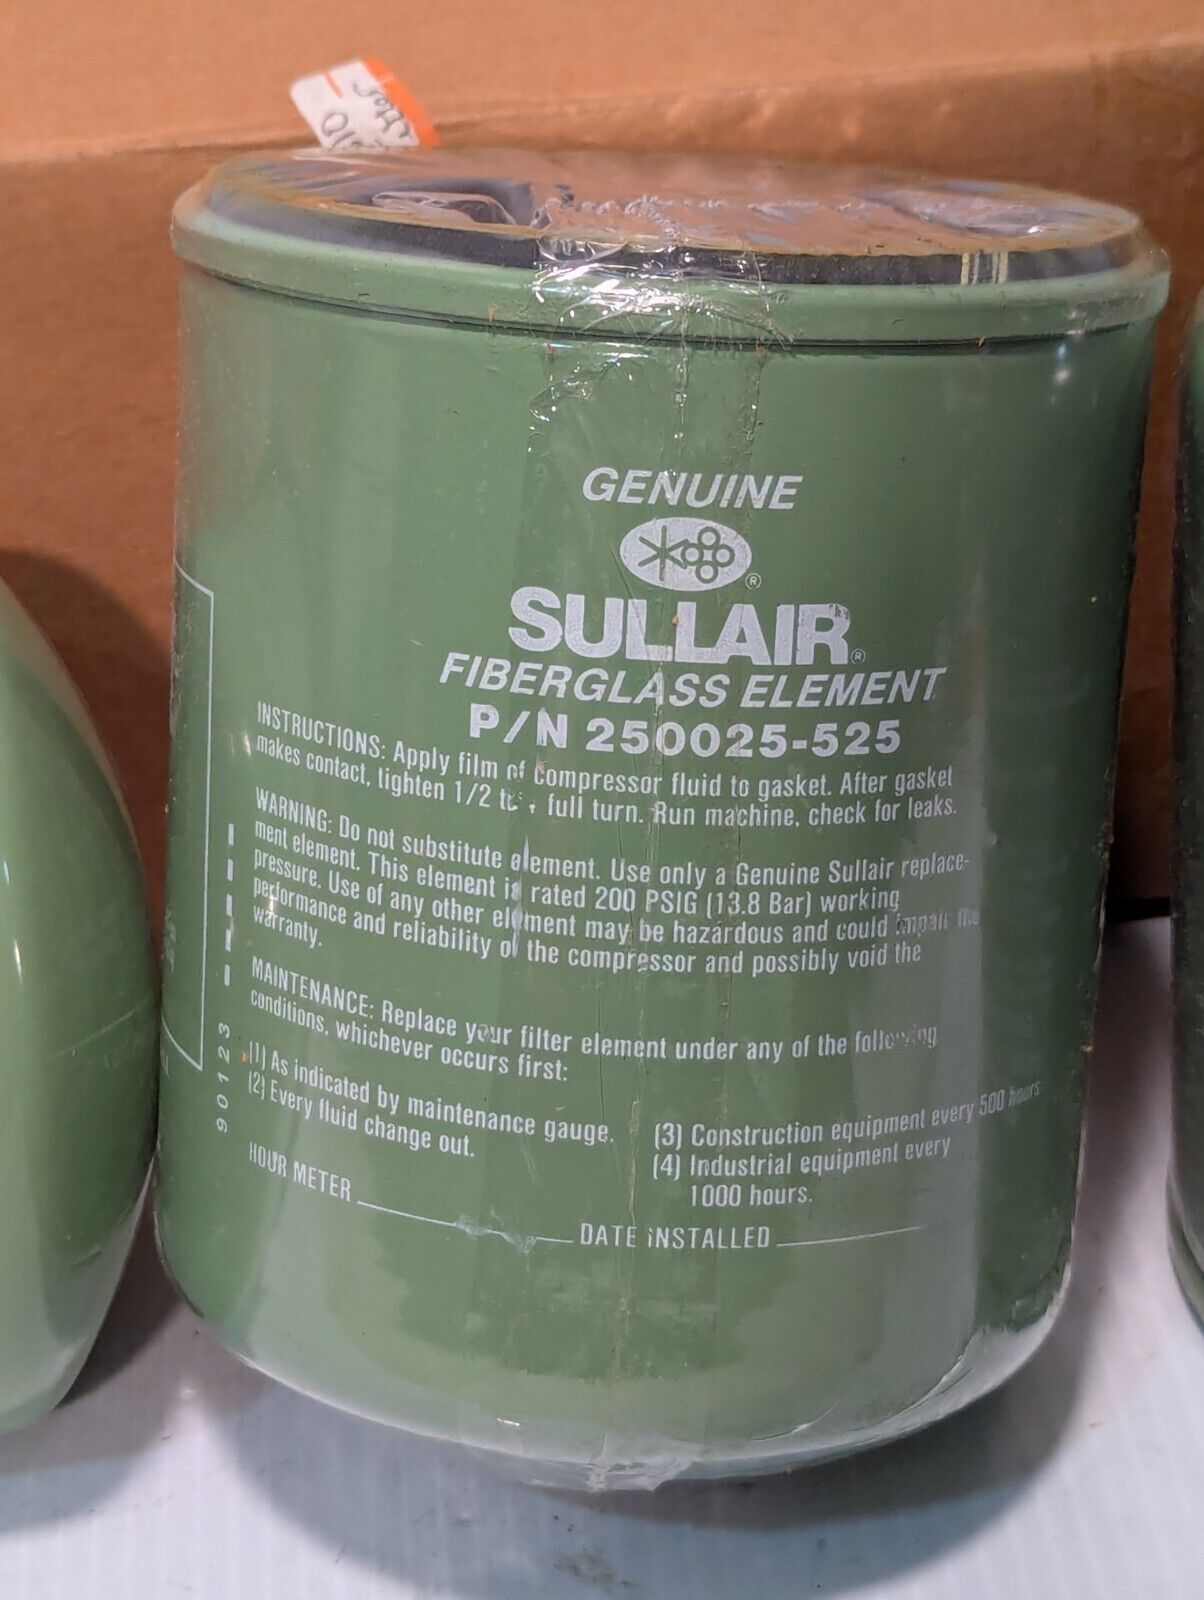 GENUINE
®
SULLAIR®
FIBERGLASS ELEMENT
P/N 250025-525
INSTRUCTIONS: Apply film of compressor fluid to gasket. After gasket
makes contact, tighten 1/2 to full turn. Run machine, check for leaks.
WARNING: Do not substitute element. Use only a Genuine Sullair replace-
ment element. This element is rated 200 PSIG (13.8 Bar) working
pressure. Use of any other element may be hazardous and could impair the
performance and reliability of the compressor and possibly void the
warranty.
MAINTENANCE: Replace your filter element under any of the following
conditions, whichever occurs first:
(1) As indicated by maintenance gauge.
(2) Every fluid change out.
(3) Construction equipment every 500 hours
(4) Industrial equipment every
1000 hours.
HOUR METER
DATE INSTALLED
90123